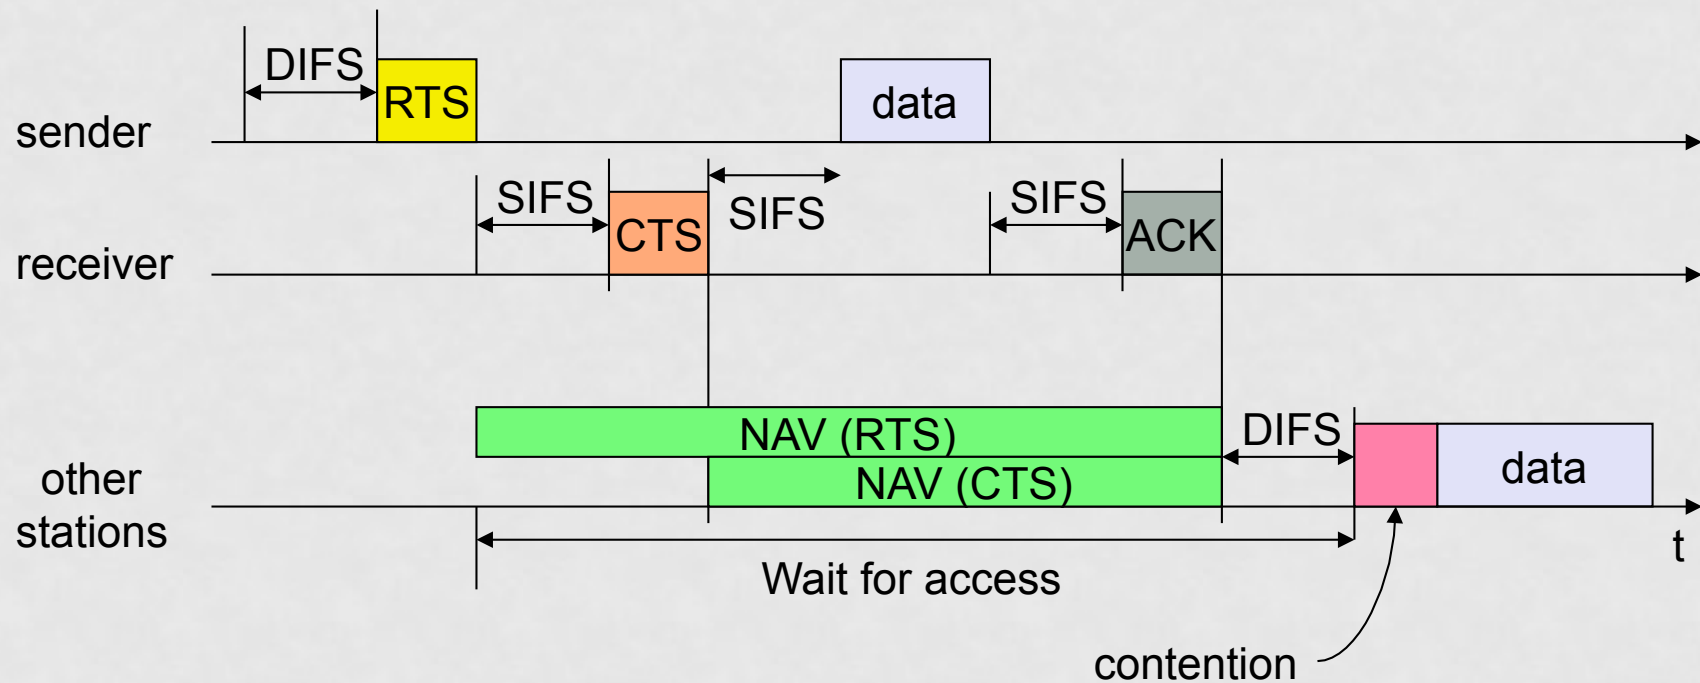 DIFS
RTS
data
sender
SIFS
CTS
SIFS
SIFS
ACK
receiver
NAV (RTS)
DIFS
NAV (CTS)
data
other
stations
t
Wait for access
contention